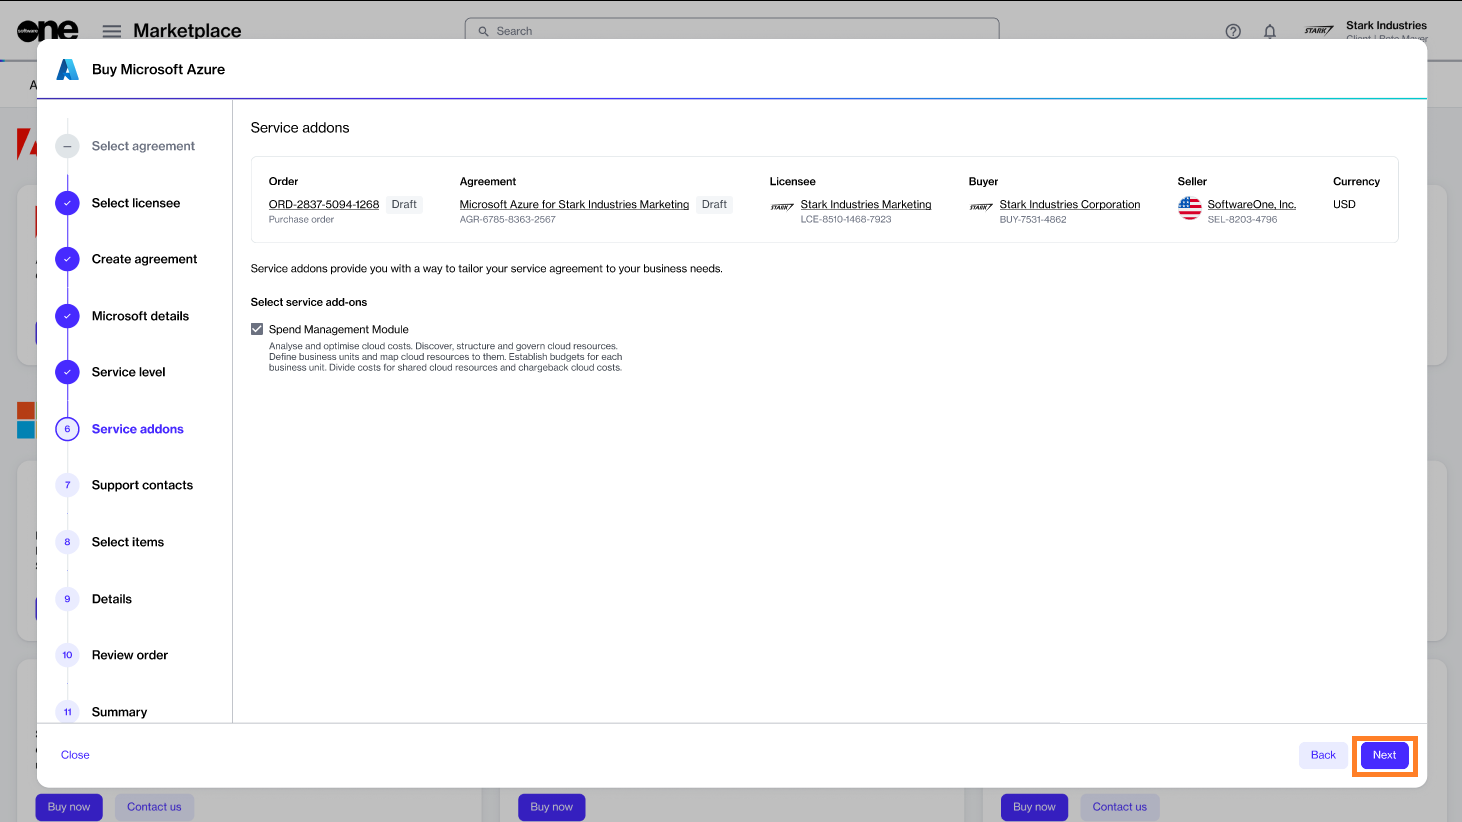 software
one
Marketplace
Search
STARK
Stark Industries
Buy Microsoft Azure
Select agreement
Select licensee
Create agreement
Microsoft details
Service level
6 Service addons
7 Support contacts
8 Select items
9 Details
10 Review order
11 Summary
Service addons
Order Agreement Licensee Buyer Seller Currency
ORD-2837-5094-1268 Draft Microsoft Azure for Stark Industries Marketing Draft STARK Stark Industries Marketing STARK Stark Industries Corporation SoftwareOne, Inc. USD
Purchase order AGR-6785-8363-2567 LCE-8510-1468-7923 BUY-7531-4862 SEL-8203-4796
Service addons provide you with a way to tailor your service agreement to your business needs.
Select service add-ons
Spend Management Module
Analyse and optimise cloud costs. Discover, structure and govern cloud resources.
Define business units and map cloud resources to them. Establish budgets for each
business unit. Divide costs for shared cloud resources and chargeback cloud costs.
Close Back Next
Buy now Contact us Buy now Buy now Contact us